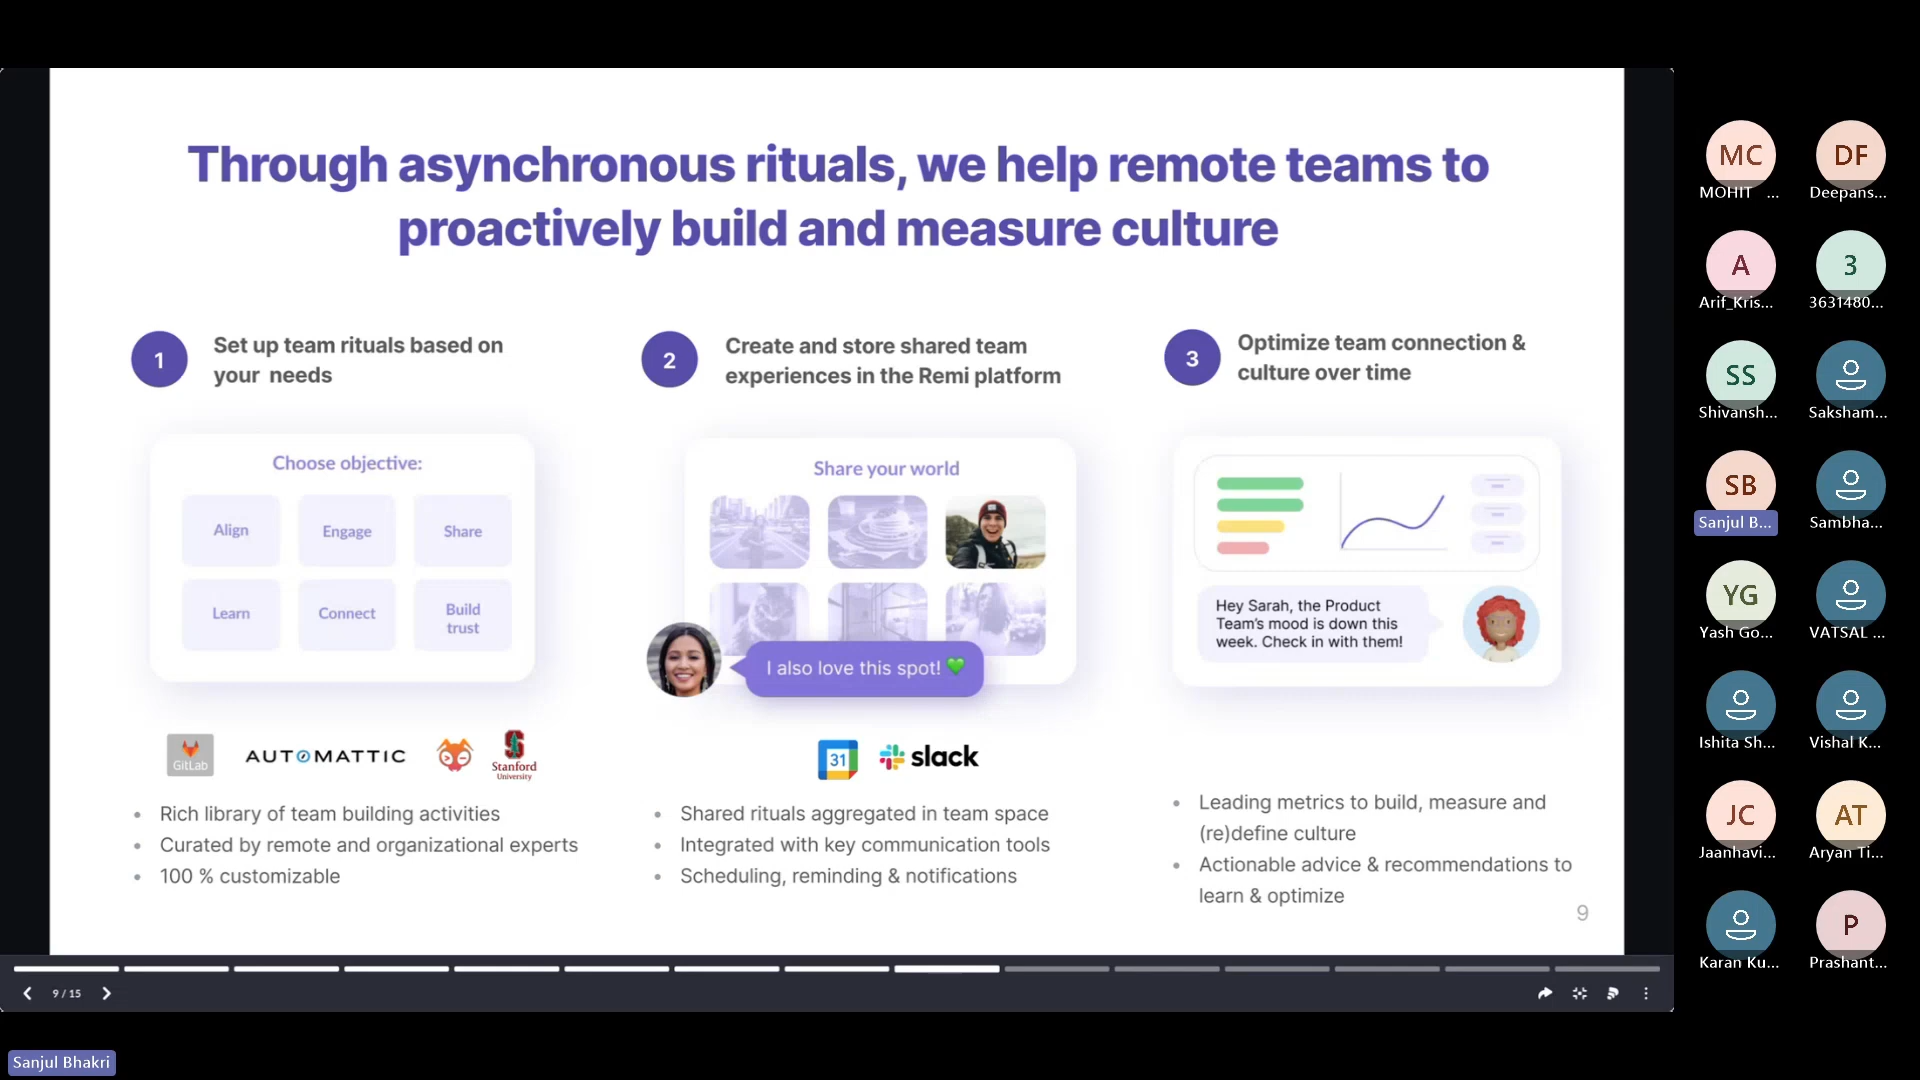 Through asynchronous rituals, we help remote teams to
proactively build and measure culture
1
Set up team rituals based on
your needs
Choose objective:
Align
Engage
Share
Learn
Connect
Build
trust
GitLab
AUTOMATTIC
Stanford
University
• Rich library of team building activities
• Curated by remote and organizational experts
• 100 % customizable
2
Create and store shared team
experiences in the Remi platform
Share your world
I also love this spot! 💚
31
slack
• Shared rituals aggregated in team space
• Integrated with key communication tools
• Scheduling, reminding & notifications
3
Optimize team connection &
culture over time
Hey Sarah, the Product
Team's mood is down this
week. Check in with them!
• Leading metrics to build, measure and
(re)define culture
• Actionable advice & recommendations to
learn & optimize
9
9 / 15
Sanjul Bhakri
MC
MOHIT ...
DF
Deepans...
A
Arif_Kris...
3
3631480...
SS
Shivansh...
Saksham...
SB
Sanjul B...
Sambha...
YG
Yash Go...
VATSAL ...
Ishita Sh...
Vishal K...
JC
Jaanhavi...
AT
Aryan Ti...
Karan Ku...
P
Prashant...